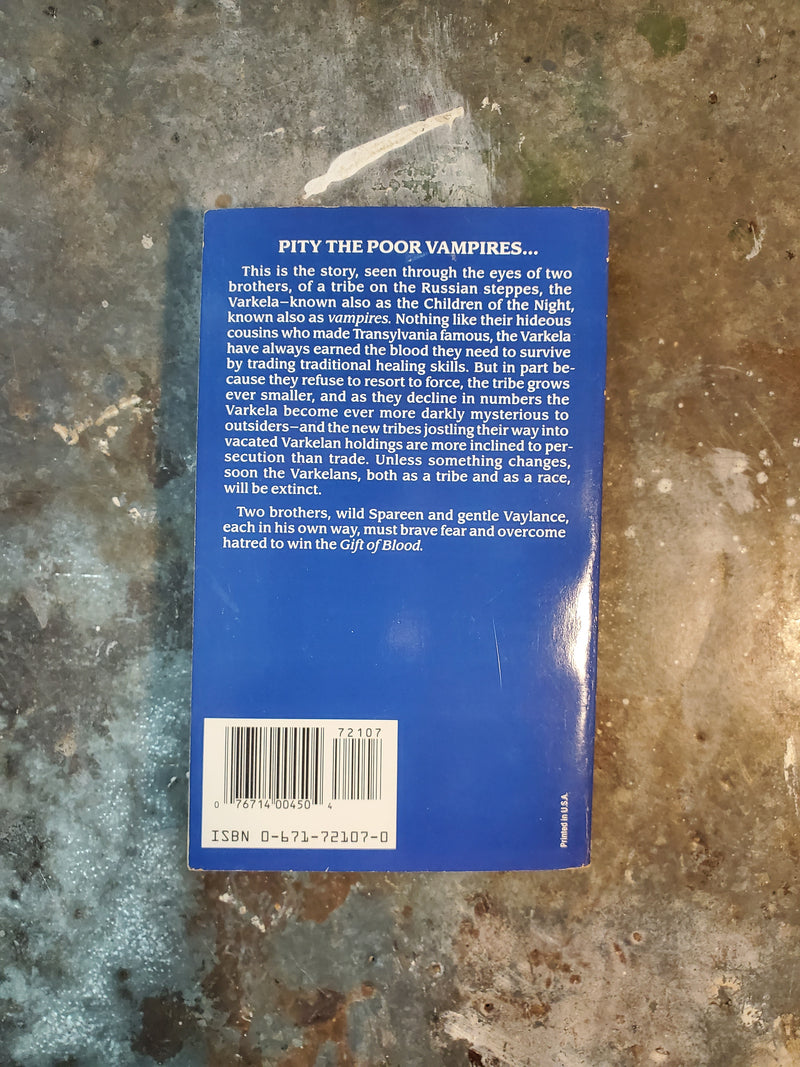 PITY THE POOR VAMPIRES...
This is the story, seen through the eyes of two
brothers, of a tribe on the Russian steppes, the
Varkela—known also as the Children of the Night,
known also as vampires. Nothing like their hideous
cousins who made Transylvania famous, the Varkela
have always earned the blood they need to survive
by trading traditional healing skills. But in part be-
cause they refuse to resort to force, the tribe grows
ever smaller, and as they decline in numbers the
Varkela become ever more darkly mysterious to
outsiders—and the new tribes jostling their way into
vacated Varkelan holdings are more inclined to per-
secution than trade. Unless something changes,
soon the Varkelans, both as a tribe and as a race,
will be extinct.
Two brothers, wild Spareen and gentle Vaylance,
each in his own way, must brave fear and overcome
hatred to win the Gift of Blood.
72107
0 76714 00450 4
ISBN 0-671-72107-0
Printed in U.S.A.